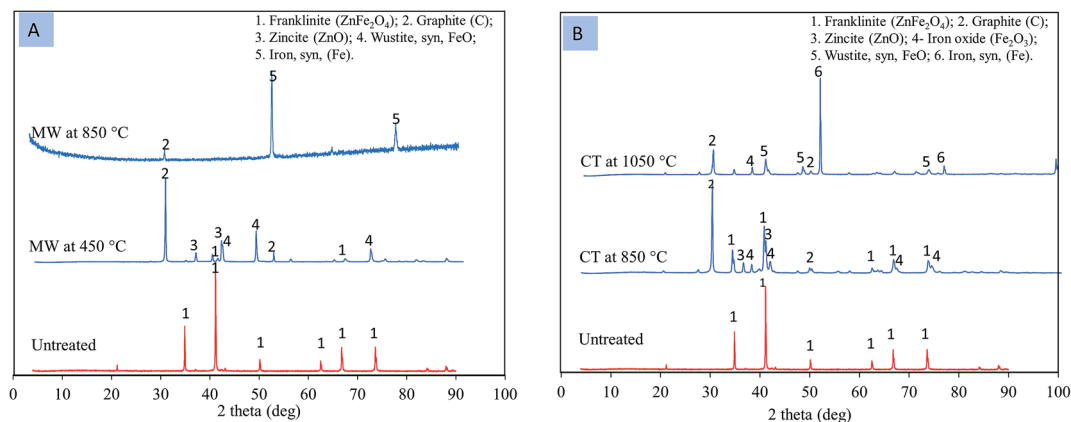 A
1. Franklinite (ZnFe2O4); 2. Graphite (C);
3. Zincite (ZnO); 4. Wustite, syn, FeO;
5. Iron, syn, (Fe).
5
5
MW at 850 °C
2
2
MW at 450 °C
3
3
4
1
4
2
1
4
1
Untreated
1
1
1
1
1
0 10 20 30 40 50 60 70 80 90 100
2 theta (deg)
B
1. Franklinite (ZnFe2O4); 2. Graphite (C);
3. Zincite (ZnO); 4- Iron oxide (Fe2O3);
5. Wustite, syn, FeO; 6. Iron, syn, (Fe).
6
CT at 1050 °C
2
4
5
5
2
5
6
2
CT at 850 °C
1
3
4
1
3
4
2
1
1
4
1
4
1
Untreated
1
1
1
1
1
0 10 20 30 40 50 60 70 80 90 100
2 theta (deg)